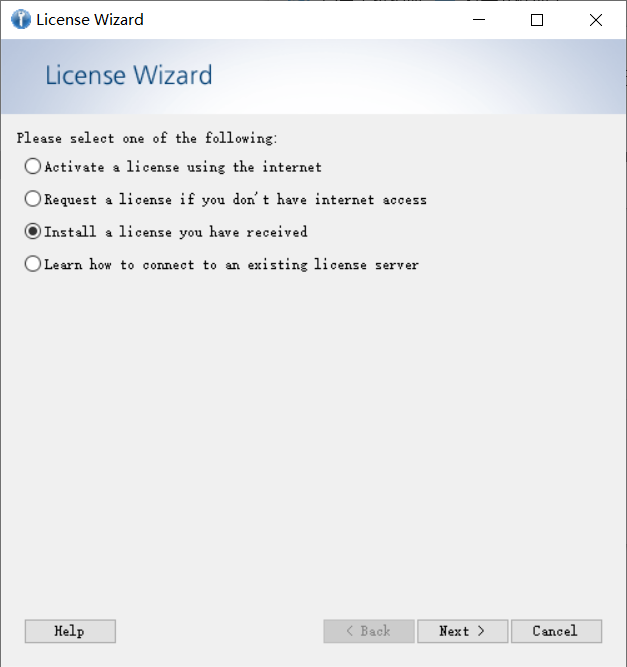 License Wizard
License Wizard
Please select one of the following:
Activate a license using the internet
Request a license if you don't have internet access
Install a license you have received
Learn how to connect to an existing license server
Help
< Back
Next >
Cancel